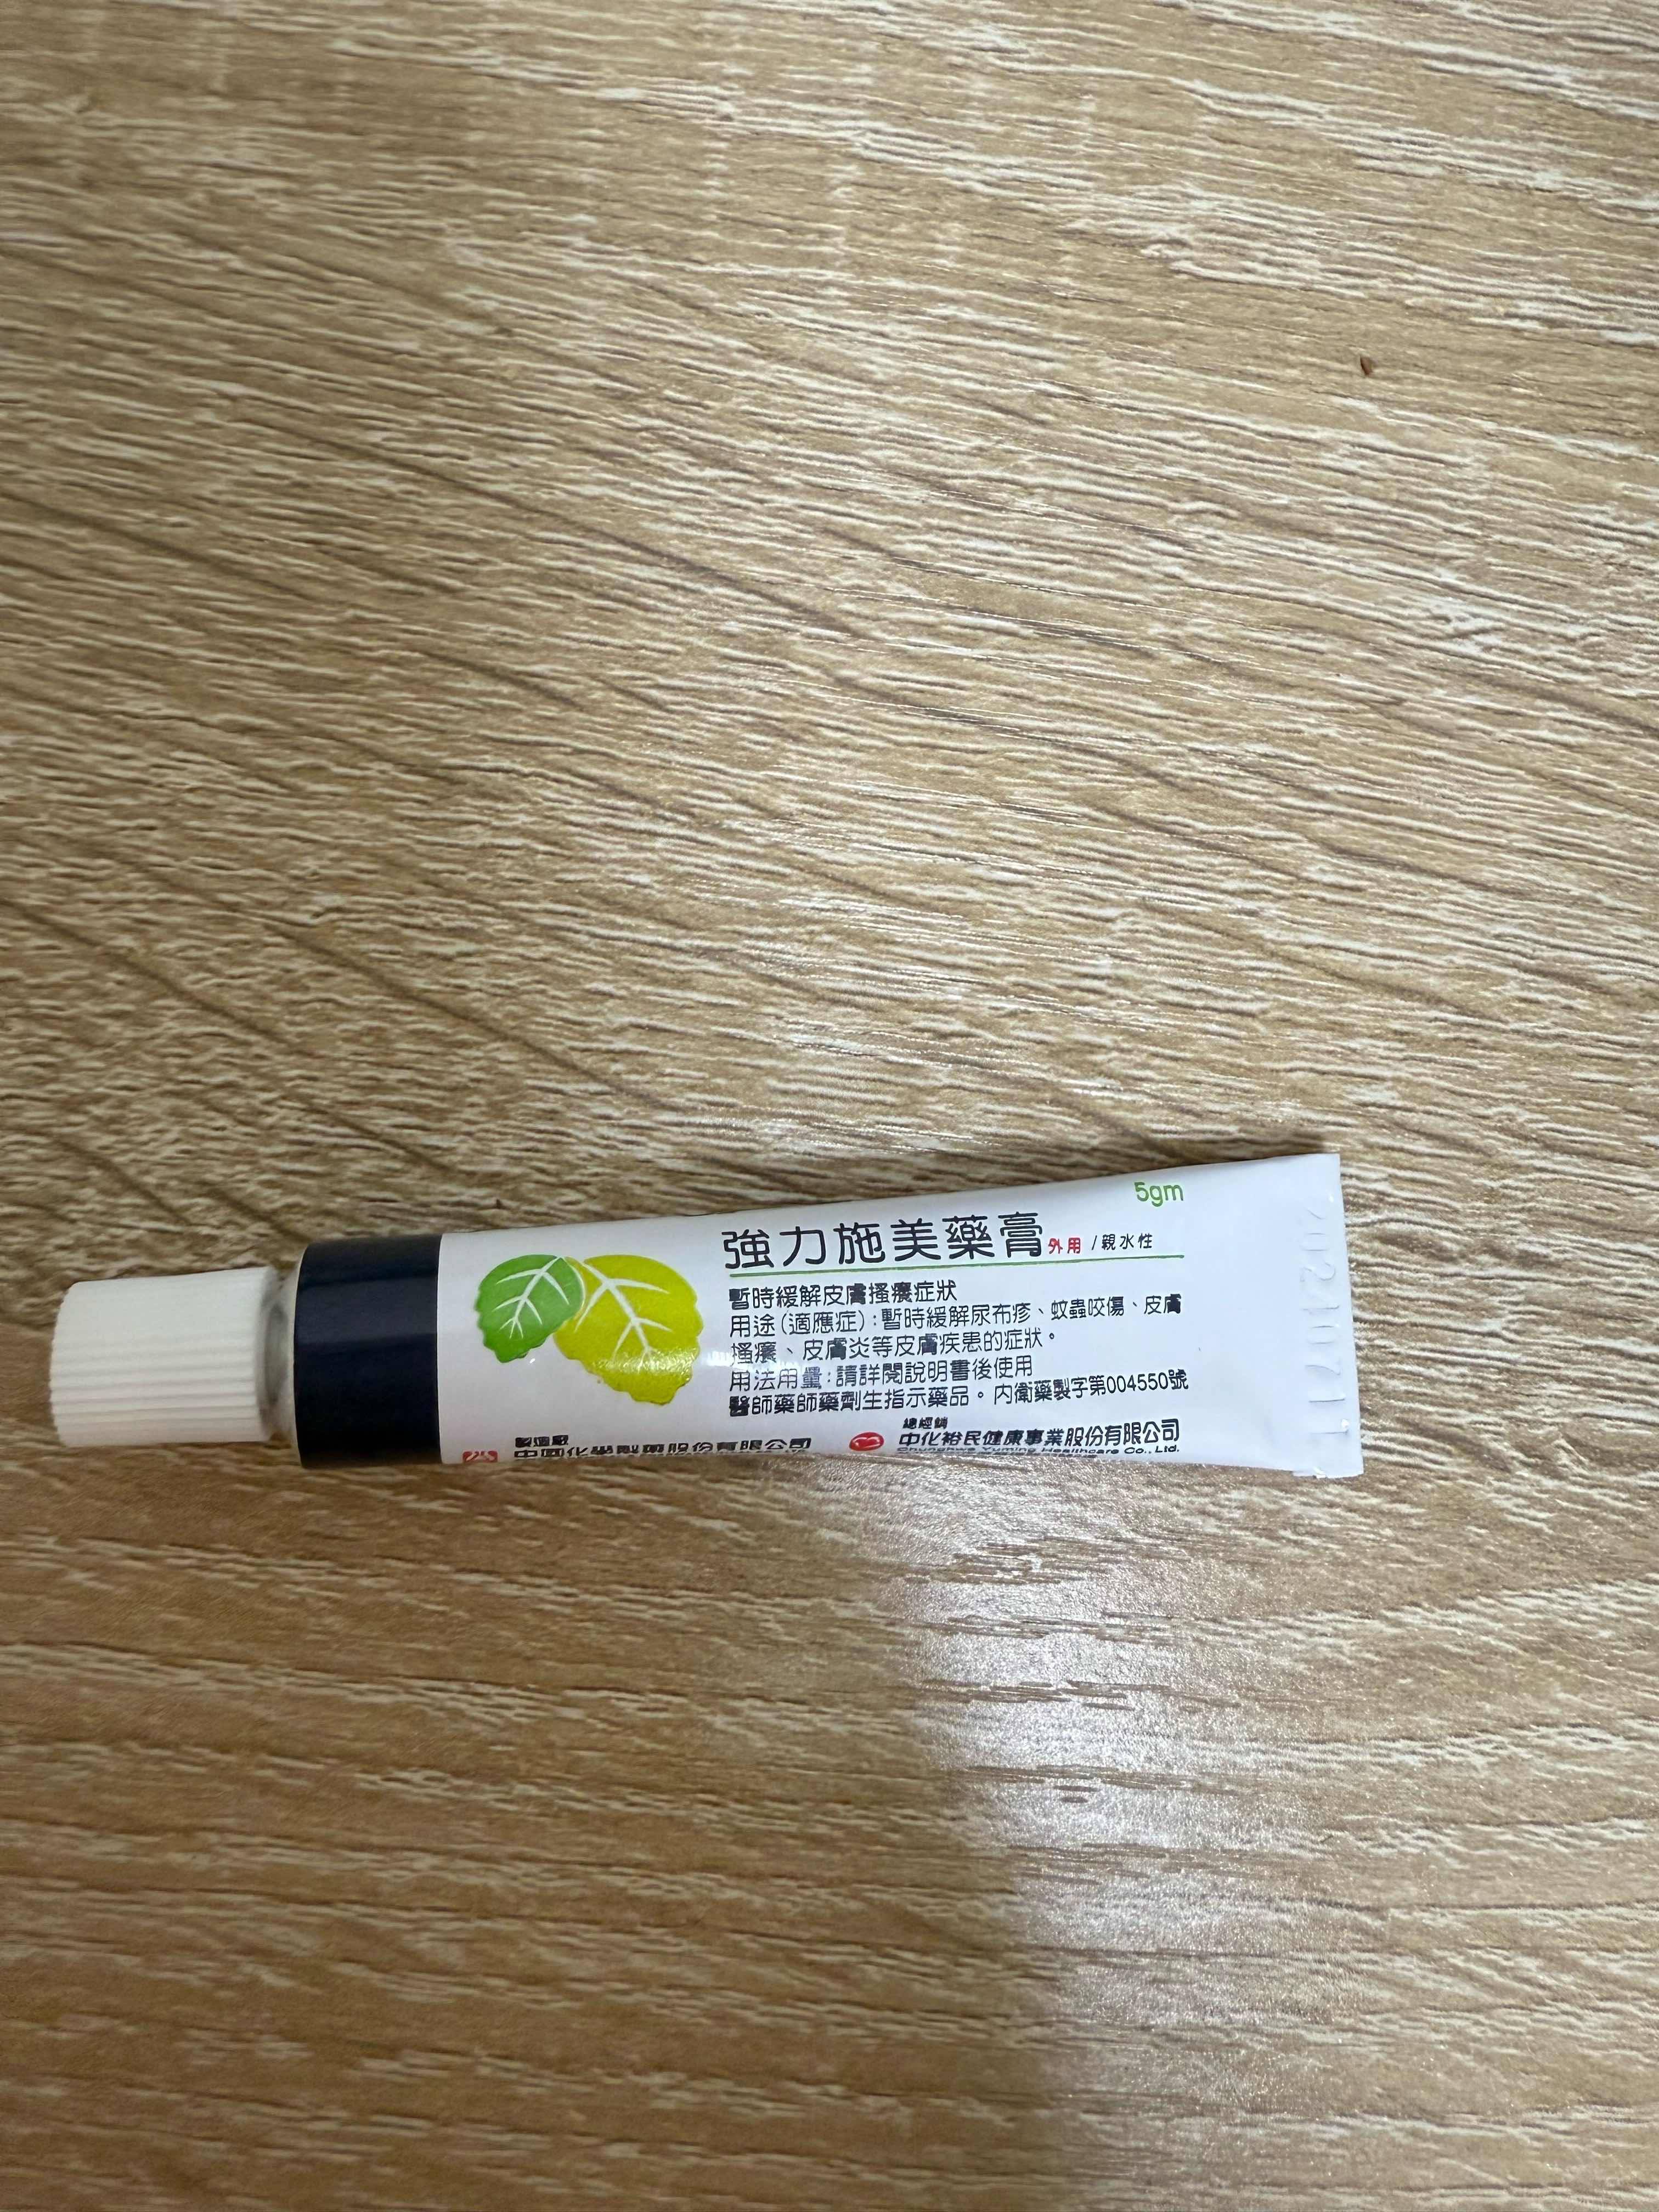 5gm
強力施美藥膏 外用 / 親水性
暫時緩解皮膚搔癢症狀
用途(適應症):暫時緩解尿布疹、蚊蟲咬傷、皮膚
搔癢、皮膚炎等皮膚疾患的症狀。
用法用量:請詳閱說明書後使用
醫師藥師藥劑生指示藥品。內衛藥製字第004550號
總經銷
中化裕民健康事業股份有限公司
Chunghwa Yuming Healthcare Co., Ltd.